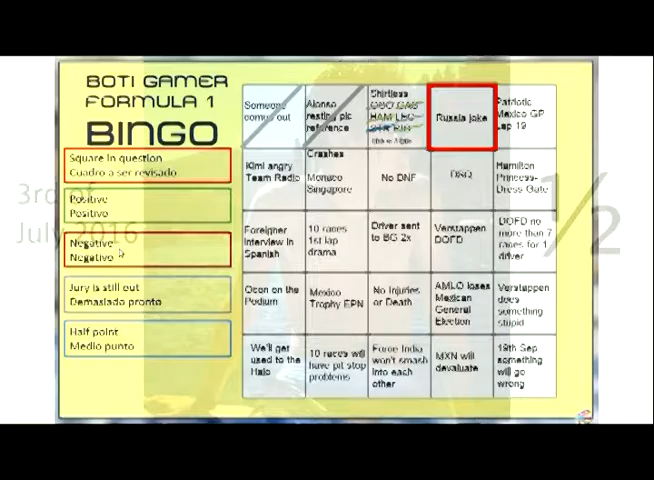 BOTI GAMER
FORMULA 1
BINGO
Square in question
Cuadro a ser revisado
Positive
Positivo
Negative
Negativo
Jury is still out
Demasiado pronto
Half point
Medio punto
3rd of
July 2016
½
Someone
comes out
Alonso
resting pic
reference
Shirtless
Russia joke
Patriotic
Mexico GP
Lap 19
Kimi angry
Team Radio
Crashes
Monaco
Singapore
No DNF
DSQ
Hamilton
Princess-
Dress Gate
Foreigner
Interview in
Spanish
10 races
1st lap
drama
Driver sent
to BG 2x
Verstappen
DOFD
DOFD no
more than 7
races for 1
driver
Ocon on the
Podium
Mexico
Trophy EPN
No Injuries
or Death
AMLO loses
Mexican
General
Election
Verstappen
does
something
stupid
We'll get
used to the
Halo
10 races will
have pit stop
problems
Force India
won't smash
into each
other
MXN will
devaluate
19th Sep
something
will go
wrong